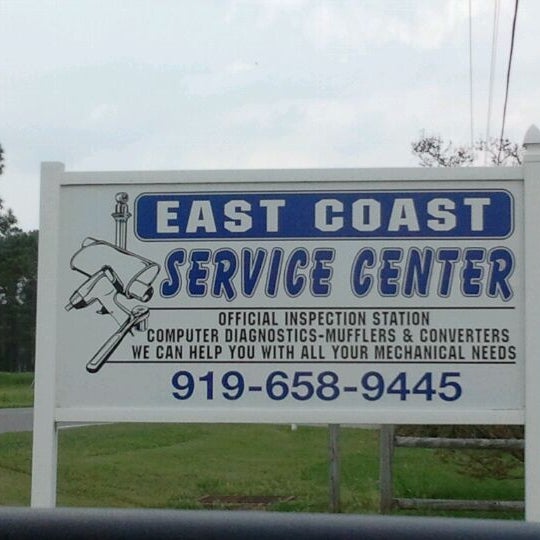 EAST COAST
SERVICE CENTER
OFFICIAL INSPECTION STATION
COMPUTER DIAGNOSTICS-MUFFLERS & CONVERTERS
WE CAN HELP YOU WITH ALL YOUR MECHANICAL NEEDS
919-658-9445